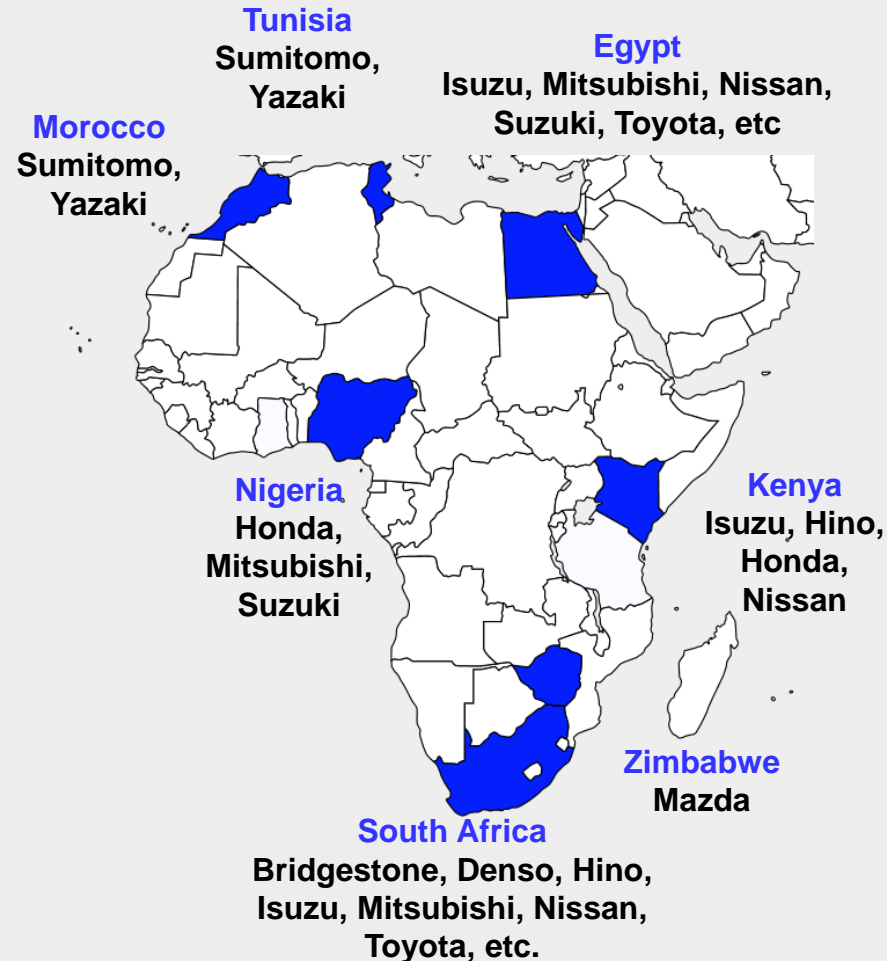 Tunisia
Sumitomo,
Yazaki
Egypt
Isuzu, Mitsubishi, Nissan,
Suzuki, Toyota, etc
Morocco
Sumitomo,
Yazaki
Nigeria
Honda,
Mitsubishi,
Suzuki
Kenya
Isuzu, Hino,
Honda,
Nissan
Zimbabwe
Mazda
South Africa
Bridgestone, Denso, Hino,
Isuzu, Mitsubishi, Nissan,
Toyota, etc.